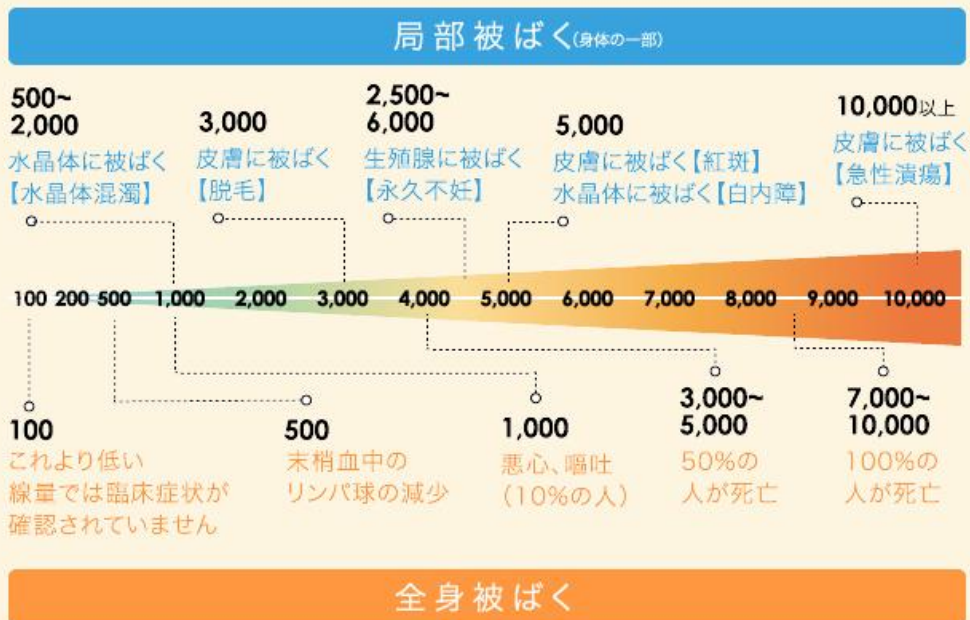 局部被ばく(身体の一部)
500~
2,000
水晶体に被ばく
【水晶体混濁】
3,000
皮膚に被ばく
【脱毛】
2,500~
6,000
生殖腺に被ばく
【永久不妊】
5,000
皮膚に被ばく【紅斑】
水晶体に被ばく【白内障】
10,000以上
皮膚に被ばく
【急性潰瘍】
100 200 500 1,000 2,000 3,000 4,000 5,000 6,000 7,000 8,000 9,000 10,000
100
これより低い
線量では臨床症状が
確認されていません
500
末梢血中の
リンパ球の減少
1,000
悪心、嘔吐
(10%の人)
3,000~
5,000
50%の
人が死亡
7,000~
10,000
100%の
人が死亡
全身被ばく